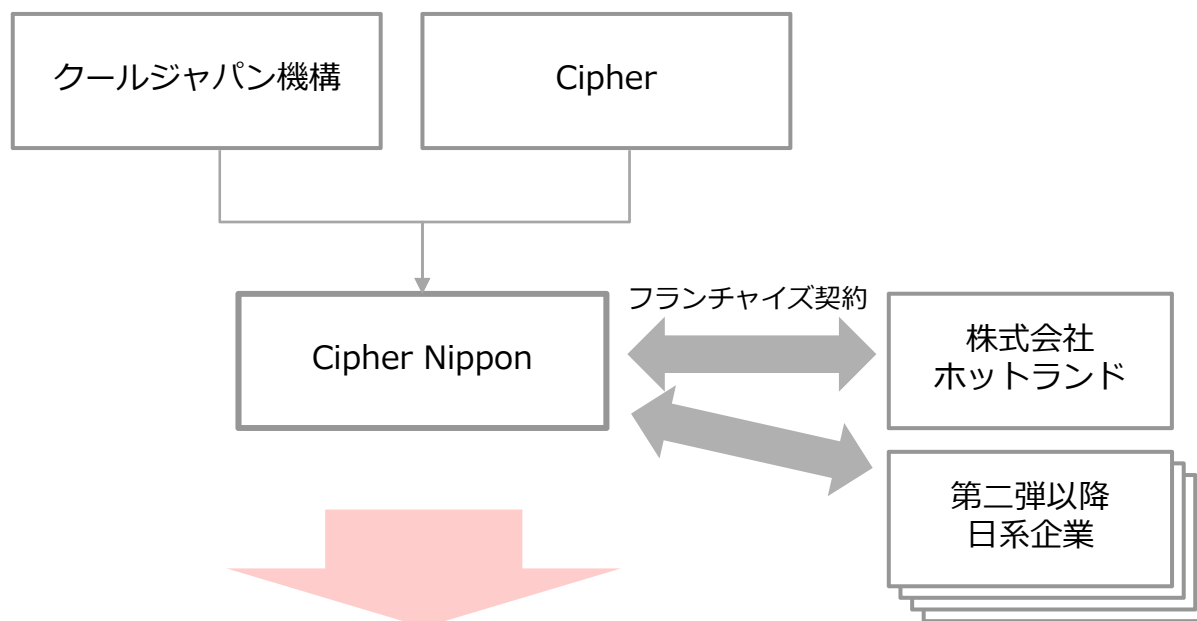 クールジャパン機構
Cipher
Cipher Nippon
フランチャイズ契約
株式会社
ホットランド
第二弾以降
日系企業